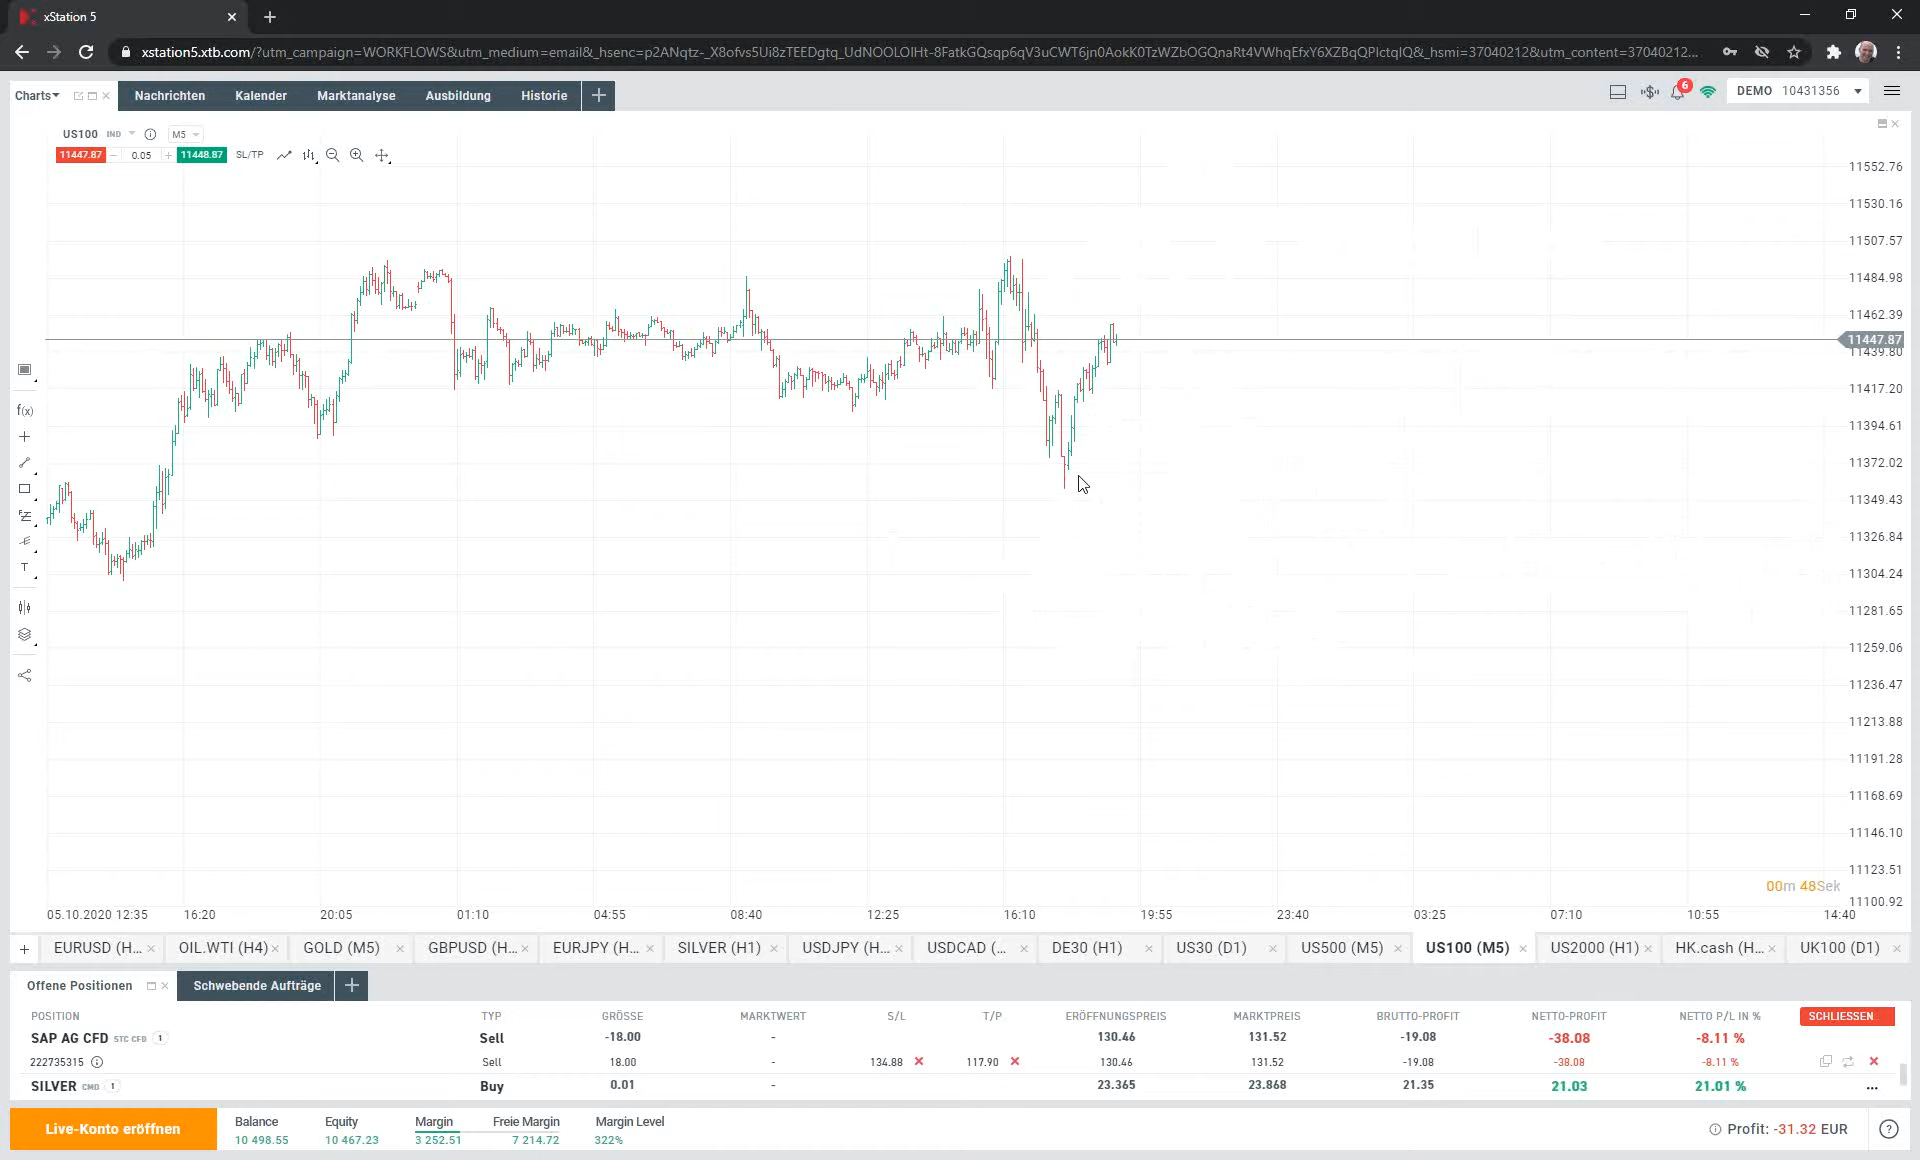 xStation 5
xstation5.xtb.com/?utm_campaign=WORKFLOWS&utm_medium=email&_hsenc=p2ANqtz-_X8ofvs5Ui8zTEEDgtq_UdNOOLOIHt-8FatkGQsqp6qV3uCWT6jn0AokK0TzWZbOGQnaRt4VWhqEfxY6XZBqQPlctqIQ&_hsmi=37040212&utm_content=37040212...
Charts Nachrichten Kalender Marktanalyse Ausbildung Historie 6 DEMO 10431356
US100 IND M5
11447.87 0.05 11448.87 SL/TP
11552.76
11530.16
11507.57
11484.98
11462.39
11447.87
11439.80
11417.20
11394.61
11372.02
11349.43
11326.84
11304.24
11281.65
11259.06
11236.47
11213.88
11191.28
11168.69
11146.10
11123.51
11100.92
f(x)
T
00m 48Sek
05.10.2020 12:35 16:20 20:05 01:10 04:55 08:40 12:25 16:10 19:55 23:40 03:25 07:10 10:55 14:40
EURUSD (H... OIL.WTI (H4) GOLD (M5) GBPUSD (H... EURJPY (H... SILVER (H1) USDJPY (H... USDCAD (... DE30 (H1) US30 (D1) US500 (M5) US100 (M5) US2000 (H1) HK.cash (H... UK100 (D1)
Offene Positionen Schwebende Aufträge
POSITION TYP GRÖSSE MARKTWERT S/L T/P ERÖFFNUNGSPREIS MARKTPREIS BRUTTO-PROFIT NETTO-PROFIT NETTO P/L IN % SCHLIESSEN
SAP AG CFD STC CFD 1 Sell -18.00 - 130.46 131.52 -19.08 -38.08 -8.11 %
222735315 Sell 18.00 - 134.88 117.90 130.46 131.52 -19.08 -38.08 -8.11 %
SILVER CMD 1 Buy 0.01 - 23.365 23.868 21.35 21.03 21.01 % ...
Live-Konto eröffnen Balance Equity Margin Freie Margin Margin Level
10 498.55 10 467.23 3 252.51 7 214.72 322%
Profit: -31.32 EUR